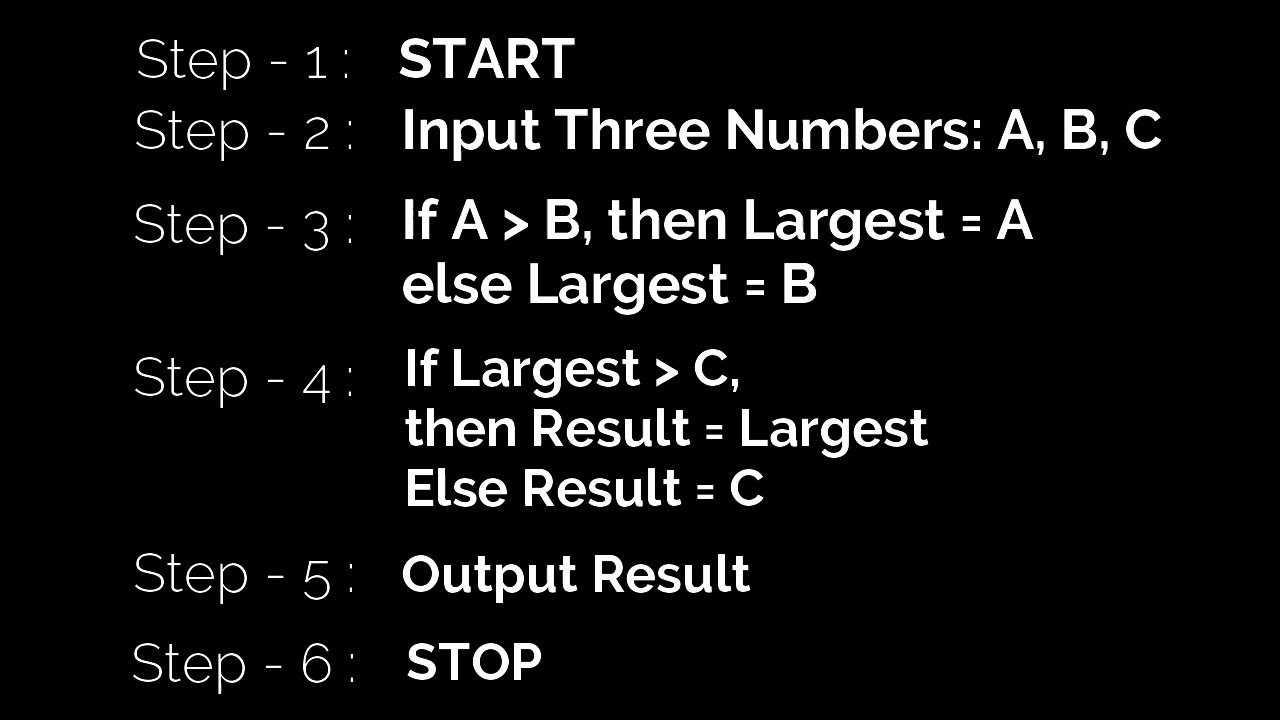 Step - 1 : START
Step - 2 : Input Three Numbers: A, B, C
Step - 3 : If A > B, then Largest = A
else Largest = B
Step - 4 : If Largest > C,
then Result = Largest
Else Result = C
Step - 5 : Output Result
Step - 6 : STOP